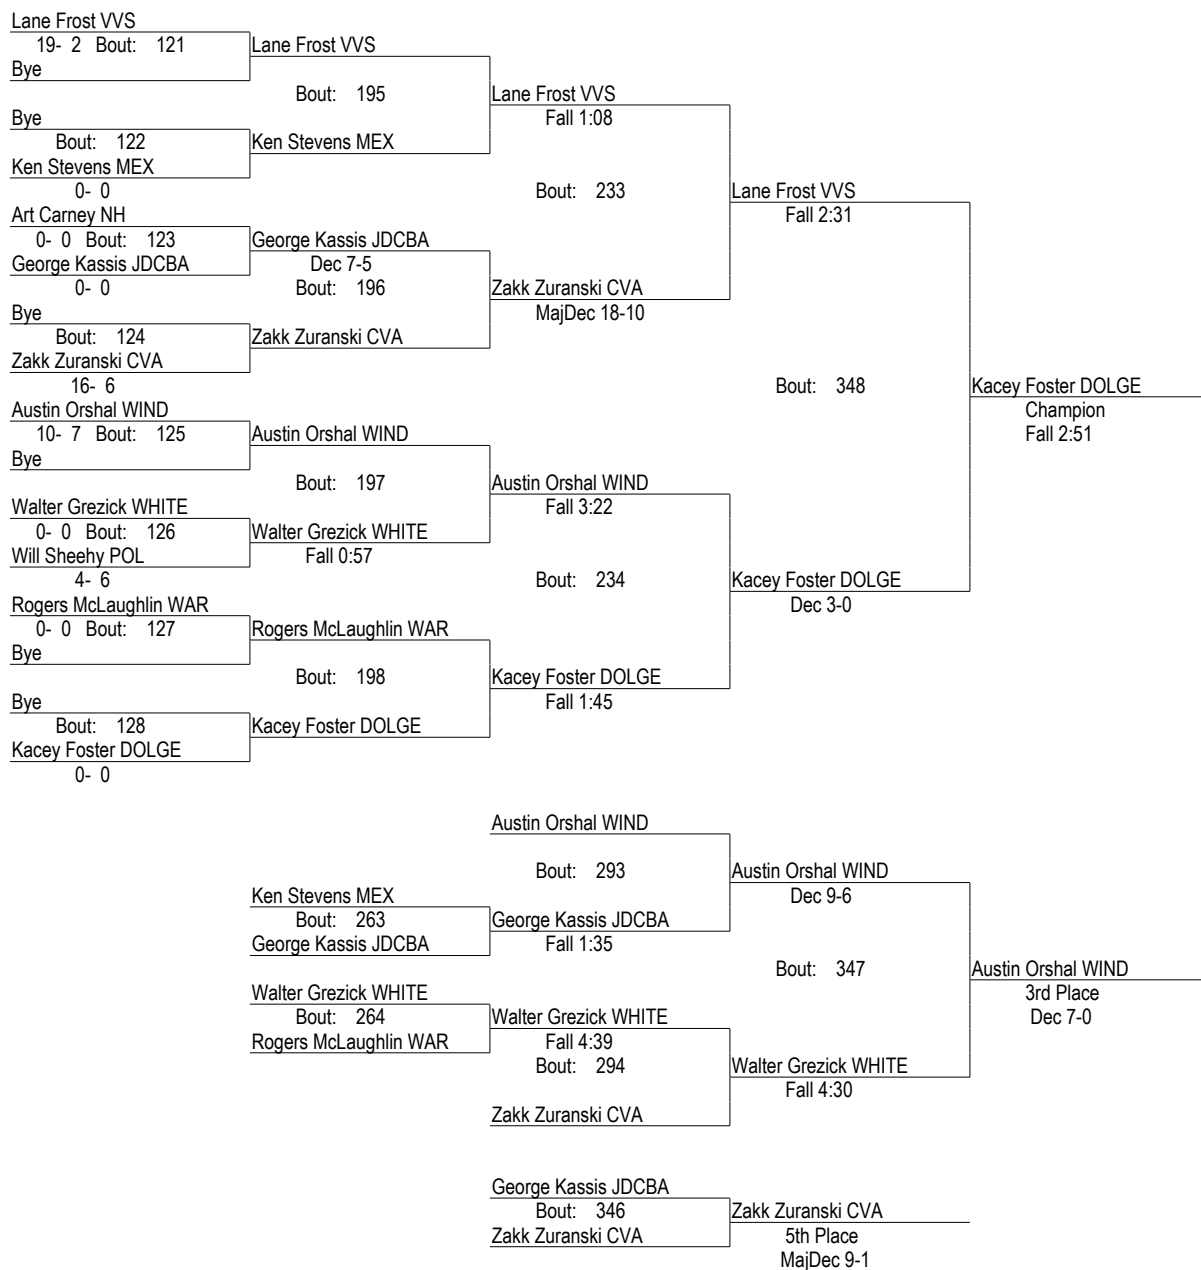 Lane Frost VVS
19- 2 Bout: 121
Lane Frost VVS
Bye
Bout: 195
Lane Frost VVS
Bye
Fall 1:08
Bout: 122
Ken Stevens MEX
Ken Stevens MEX
0- 0
Bout: 233
Lane Frost VVS
Art Carney NH
Fall 2:31
0- 0 Bout: 123
George Kassis JDCBA
George Kassis JDCBA
Dec 7-5
0- 0
Bout: 196
Zakk Zuranski CVA
Bye
MajDec 18-10
Bout: 124
Zakk Zuranski CVA
Zakk Zuranski CVA
16- 6
Bout: 348
Kacey Foster DOLGE
Austin Orshal WIND
Champion
10- 7 Bout: 125
Austin Orshal WIND
Fall 2:51
Bye
Bout: 197
Austin Orshal WIND
Walter Grezick WHITE
Fall 3:22
0- 0 Bout: 126
Walter Grezick WHITE
Will Sheehy POL
Fall 0:57
4- 6
Bout: 234
Kacey Foster DOLGE
Rogers McLaughlin WAR
Dec 3-0
0- 0 Bout: 127
Rogers McLaughlin WAR
Bye
Bout: 198
Kacey Foster DOLGE
Bye
Fall 1:45
Bout: 128
Kacey Foster DOLGE
Kacey Foster DOLGE
0- 0
Austin Orshal WIND
Bout: 293
Austin Orshal WIND
Ken Stevens MEX
Dec 9-6
Bout: 263
George Kassis JDCBA
George Kassis JDCBA
Fall 1:35
Bout: 347
Austin Orshal WIND
Walter Grezick WHITE
3rd Place
Bout: 264
Walter Grezick WHITE
Dec 7-0
Rogers McLaughlin WAR
Fall 4:39
Bout: 294
Walter Grezick WHITE
Fall 4:30
Zakk Zuranski CVA
George Kassis JDCBA
Bout: 346
Zakk Zuranski CVA
Zakk Zuranski CVA
5th Place
MajDec 9-1